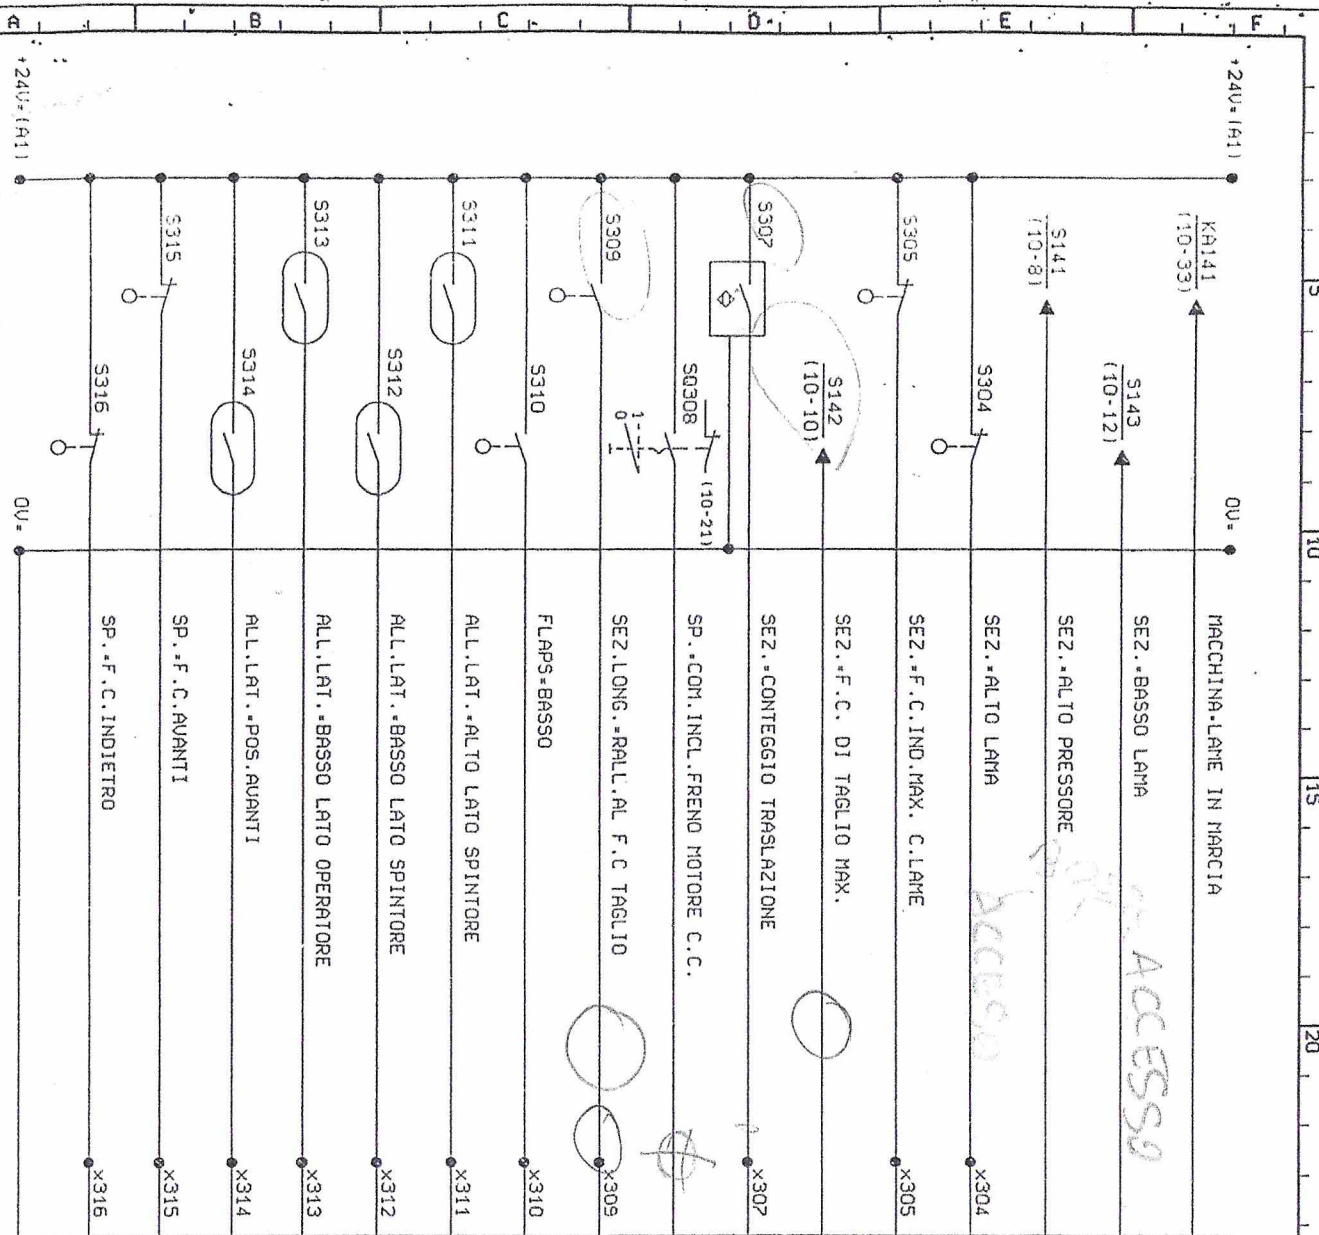 F
E
D
C
B
A
5
10
15
20
+24V=(A1)
0V=
KA141
(10-33)
MACCHINA=LAME IN MARCIA
S143
(10-12)
SEZ.=BASSO LAMA
ACCESSO
S141
(10-8)
SEZ.=ALTO PRESSORE
S304
SEZ.=ALTO LAMA
ACCESO
x304
S305
SEZ.=F.C.IND.MAX. C.LAME
x305
S142
(10-10)
SEZ.=F.C. DI TAGLIO MAX.
S307
SEZ.=CONTEGGIO TRASLAZIONE
x307
SQ308
(10-21)
1
0
SP.=COM.INCL.FRENO MOTORE C.C.
S309
SEZ.LONG.=RALL.AL F.C TAGLIO
x309
S310
FLAPS=BASSO
x310
S311
ALL.LAT.=ALTO LATO SPINTORE
x311
S312
ALL.LAT.=BASSO LATO SPINTORE
x312
S313
ALL.LAT.=BASSO LATO OPERATORE
x313
S314
ALL.LAT.=POS.AVANTI
x314
S315
SP.=F.C.AVANTI
x315
S316
SP.=F.C.INDIETRO
x316
+24V=(A1)
0V=